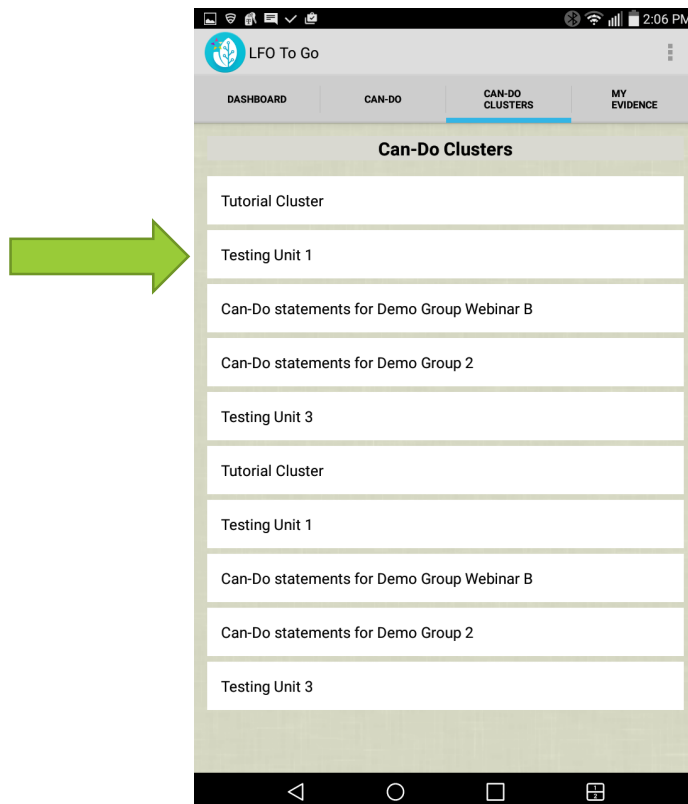 2:06 PM
LFO To Go
DASHBOARD
CAN-DO
CAN-DO
CLUSTERS
MY
EVIDENCE
Can-Do Clusters
Tutorial Cluster
Testing Unit 1
Can-Do statements for Demo Group Webinar B
Can-Do statements for Demo Group 2
Testing Unit 3
Tutorial Cluster
Testing Unit 1
Can-Do statements for Demo Group Webinar B
Can-Do statements for Demo Group 2
Testing Unit 3
1
2